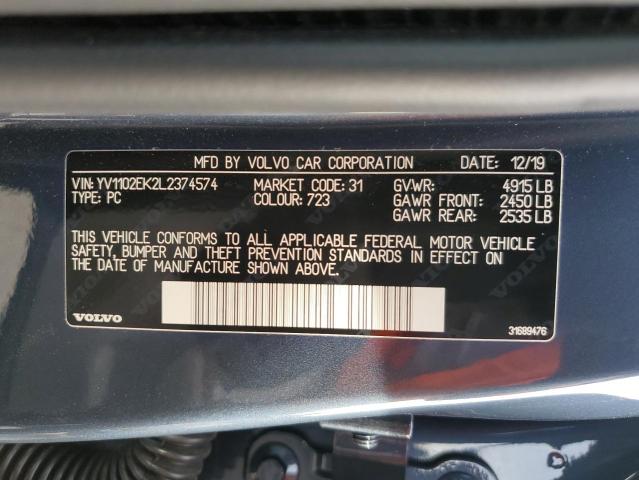 MFD BY VOLVO CAR CORPORATION DATE: 12/19
VIN: YV1102EK2L2374574 MARKET CODE: 31 GVWR: 4915 LB
TYPE: PC COLOUR: 723 GAWR FRONT: 2450 LB
GAWR REAR: 2535 LB
THIS VEHICLE CONFORMS TO ALL APPLICABLE FEDERAL MOTOR VEHICLE
SAFETY, BUMPER AND THEFT PREVENTION STANDARDS IN EFFECT ON
THE DATE OF MANUFACTURE SHOWN ABOVE.
VOLVO 31689476